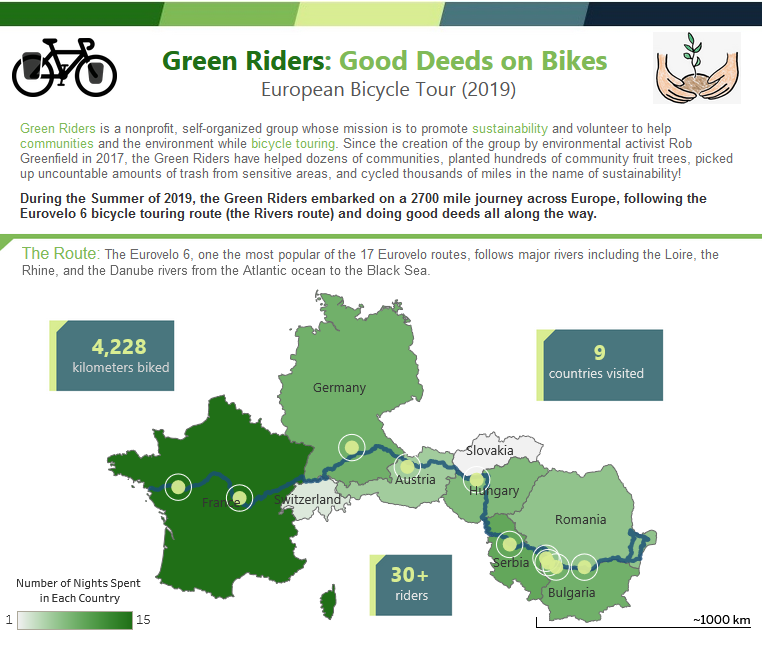 Green Riders: Good Deeds on Bikes
European Bicycle Tour (2019)
Green Riders is a nonprofit, self-organized group whose mission is to promote sustainability and volunteer to help
communities and the environment while bicycle touring. Since the creation of the group by environmental activist Rob
Greenfield in 2017, the Green Riders have helped dozens of communities, planted hundreds of community fruit trees, picked
up uncountable amounts of trash from sensitive areas, and cycled thousands of miles in the name of sustainability!
During the Summer of 2019, the Green Riders embarked on a 2700 mile journey across Europe, following the
Eurovelo 6 bicycle touring route (the Rivers route) and doing good deeds all along the way.
The Route: The Eurovelo 6, one the most popular of the 17 Eurovelo routes, follows major rivers including the Loire, the
Rhine, and the Danube rivers from the Atlantic ocean to the Black Sea.
4,228
kilometers biked
9
countries visited
Germany
Slovakia
Austria
Hungary
Switzerland
France
Romania
Serbia
Bulgaria
30+
riders
Number of Nights Spent
in Each Country
1
15
~1000 km